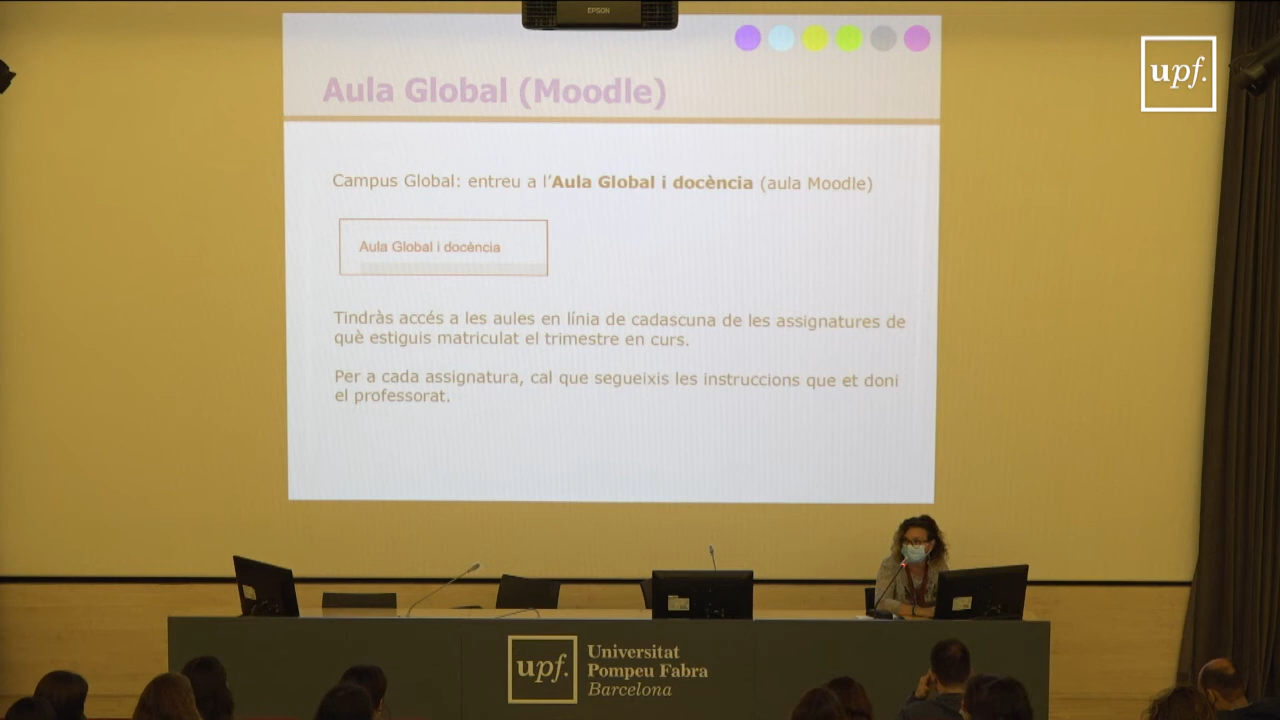 EPSON
upf.
Aula Global (Moodle)
Campus Global: entreu a l'Aula Global i docència (aula Moodle)
Aula Global i docència
Tindràs accés a les aules en línia de cadascuna de les assignatures de
què estiguis matriculat el trimestre en curs.
Per a cada assignatura, cal que segueixis les instruccions que et doni
el professorat.
upf.
Universitat
Pompeu Fabra
Barcelona